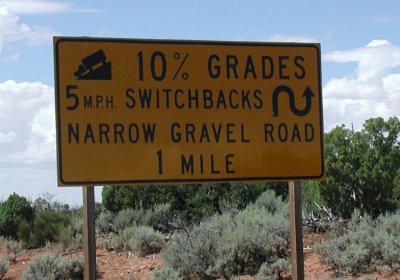 10% GRADES
5 M.P.H. SWITCHBACKS
NARROW GRAVEL ROAD
1 MILE